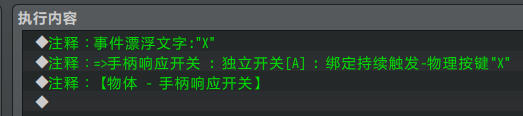 执行内容
◆注释：事件漂浮文字:"X"
◆注释：=>手柄响应开关 : 独立开关[A] : 绑定持续触发-物理按键"X"
◆注释：【物体 - 手柄响应开关】
◆